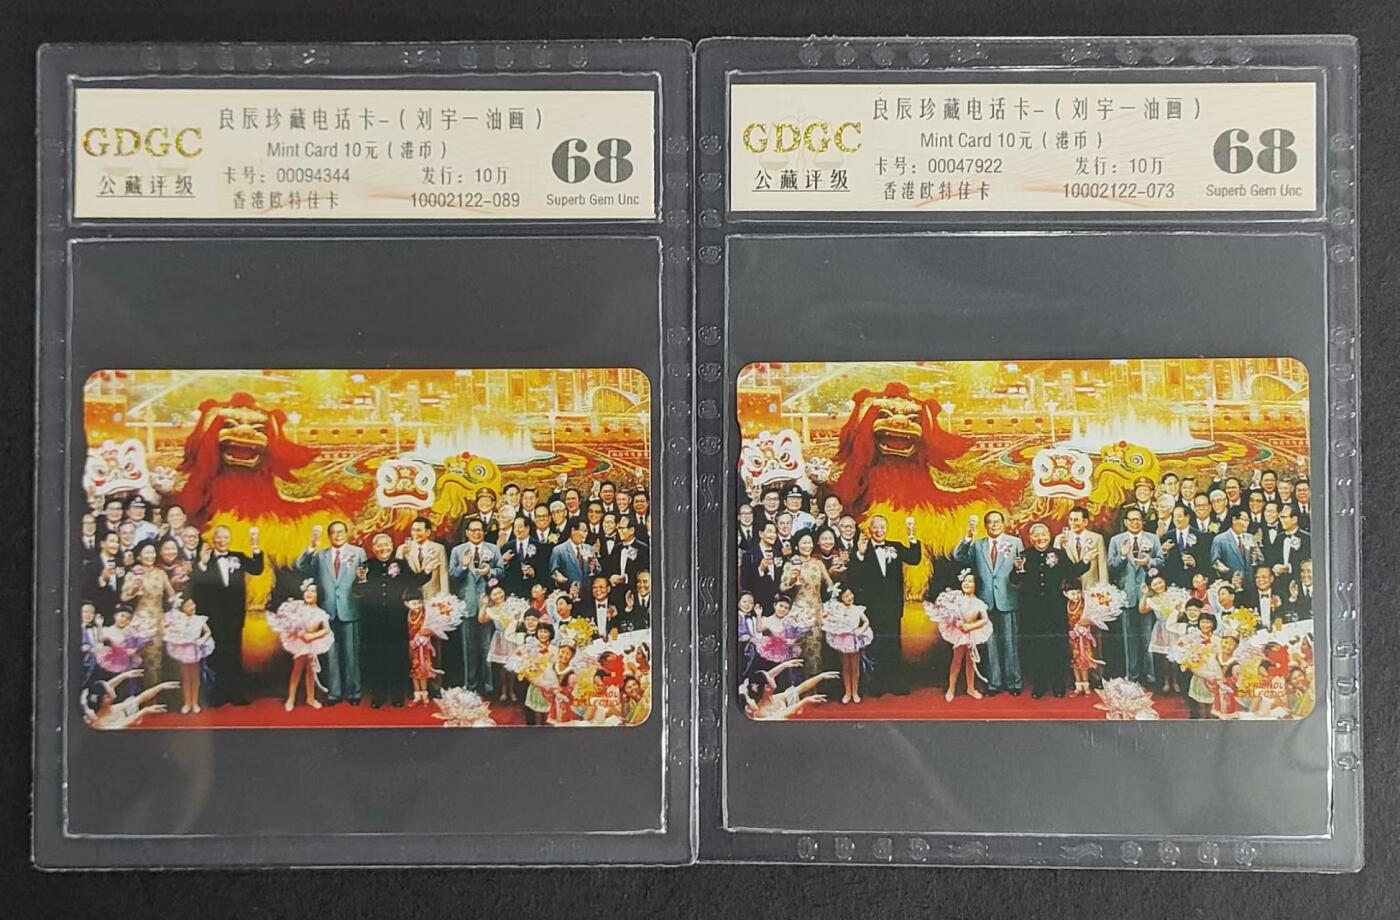 GDGC
公藏评级
良辰珍藏电话卡-(刘宇一油画)
Mint Card 10元(港币)
卡号:00094344 发行:10万
香港欧特佳卡 10002122-089
68
Superb Gem Unc
GDGC
公藏评级
良辰珍藏电话卡-(刘宇一油画)
Mint Card 10元(港币)
卡号:00047922 发行:10万
香港欧特佳卡 10002122-073
68
Superb Gem Unc